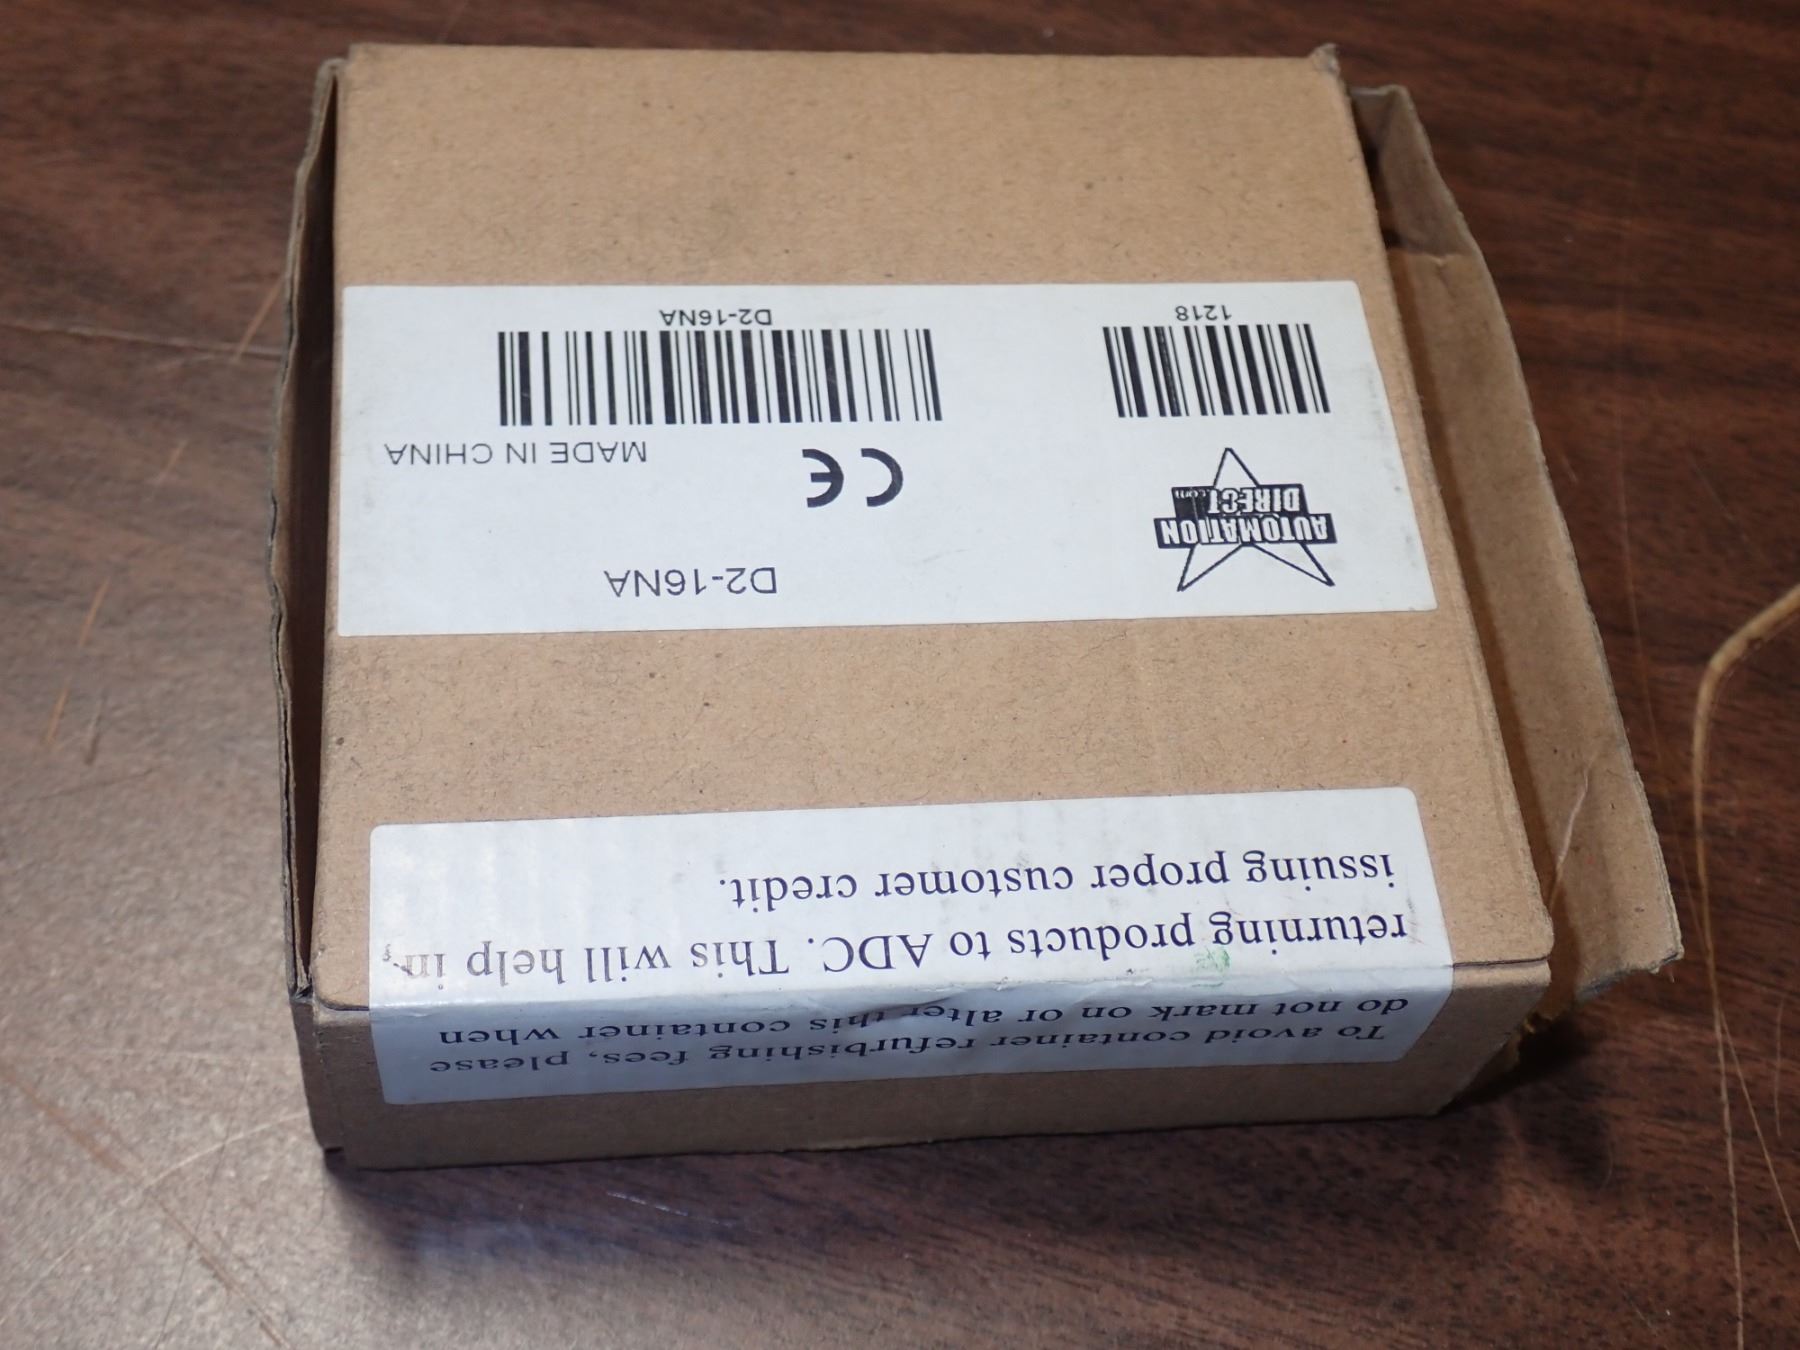 To avoid container refurbishing fees, please
do not mark on or alter this container when
returning products to ADC. This will help in
issuing proper customer credit.
D2-16NA
AUTOMATION
DIRECT.com
CE
MADE IN CHINA
1218
D2-16NA